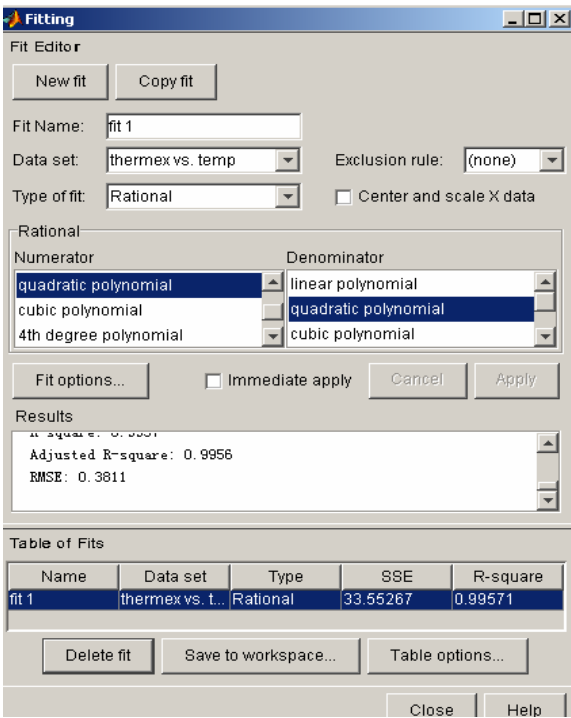 Fitting
Fit Editor
New fit Copy fit
Fit Name: fit 1
Data set: thermex vs. temp Exclusion rule: (none)
Type of fit: Rational Center and scale X data
Rational
Numerator Denominator
quadratic polynomial linear polynomial
cubic polynomial quadratic polynomial
4th degree polynomial cubic polynomial
Fit options... Immediate apply Cancel Apply
Results
Adjusted R-square: 0.9956
RMSE: 0.3811
Table of Fits
Name Data set Type SSE R-square
fit 1 thermex vs. t... Rational 33.55267 0.99571
Delete fit Save to workspace... Table options...
Close Help